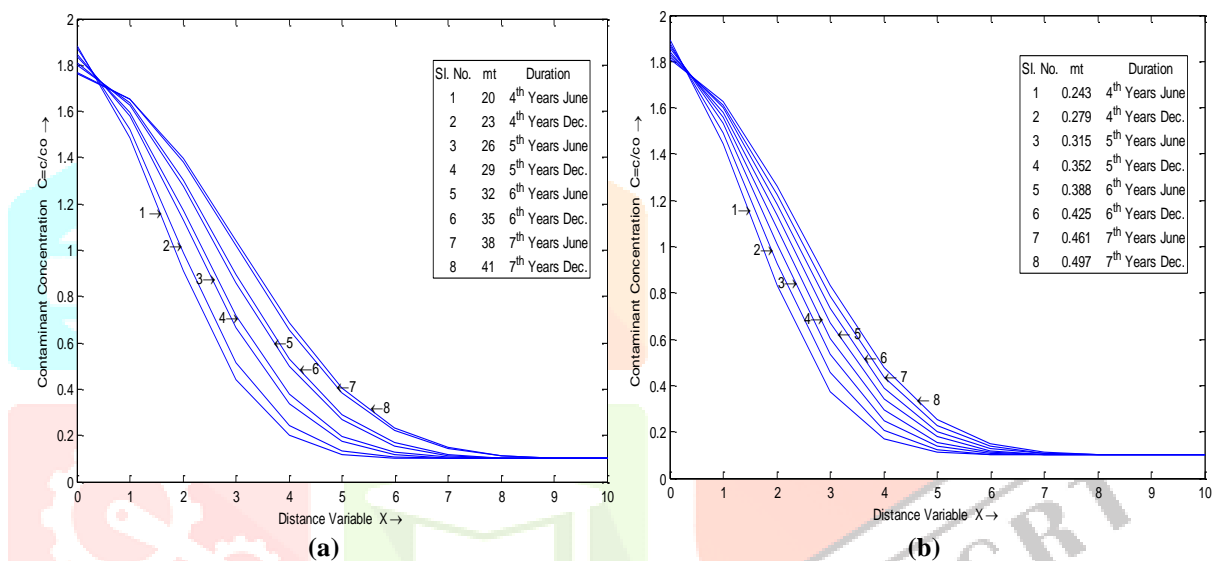 2
1.8
1.6
1.4
1.2
1
0.8
0.6
0.4
0.2
0
Contaminant Concentration C=c/co →
Sl. No. mt Duration
1 20 4th Years June
2 23 4th Years Dec.
3 26 5th Years June
4 29 5th Years Dec.
5 32 6th Years June
6 35 6th Years Dec.
7 38 7th Years June
8 41 7th Years Dec.
1→
2→
3→
4→
←5
←6
←7
←8
0 1 2 3 4 5 6 7 8 9 10
Distance Variable X→
(a)
2
1.8
1.6
1.4
1.2
1
0.8
0.6
0.4
0.2
0
Contaminant Concentration C=c/co →
Sl. No. mt Duration
1 0.243 4th Years June
2 0.279 4th Years Dec.
3 0.315 5th Years June
4 0.352 5th Years Dec.
5 0.388 6th Years June
6 0.425 6th Years Dec.
7 0.461 7th Years June
8 0.497 7th Years Dec.
1→
2→
3→
4→
←5
←6
←7
←8
0 1 2 3 4 5 6 7 8 9 10
Distance Variable X→
(b)
CRT